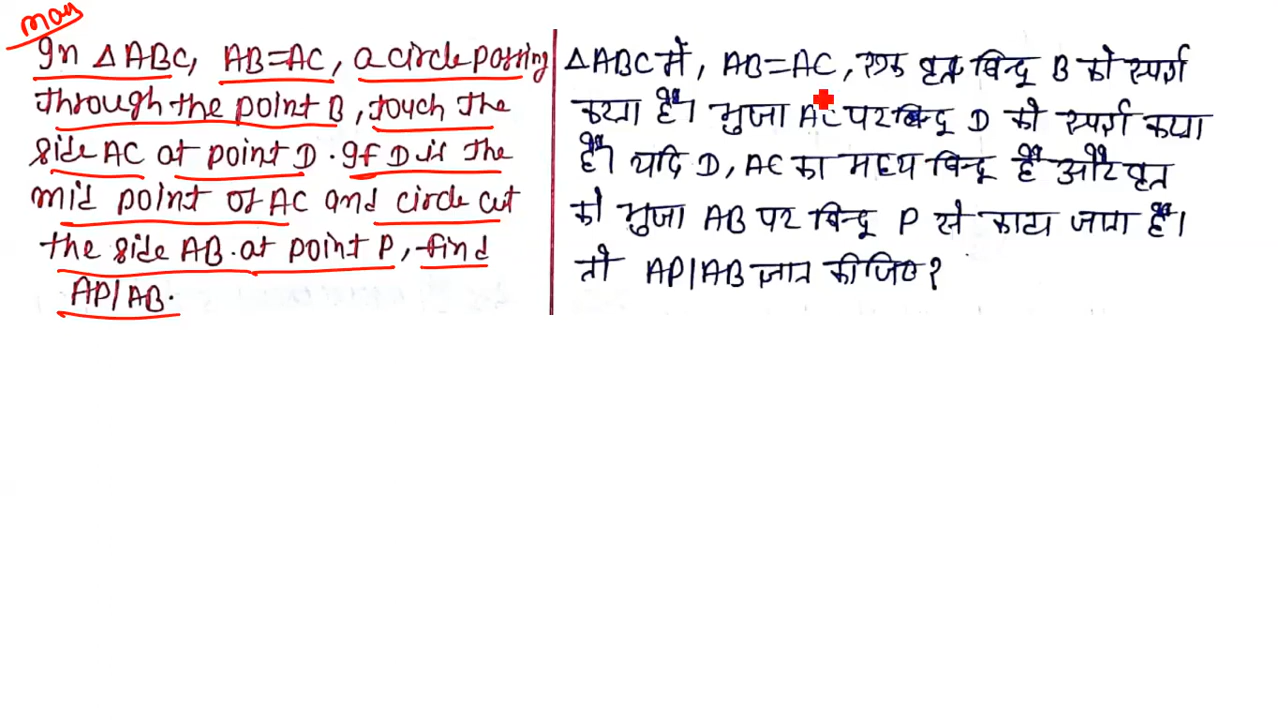 May
In △ABC, AB=AC, a circle passing
through the point B, touch the
side AC at point D. If D is the
mid point of AC and circle cut
the side AB at point P, find
AP/AB.
△ABC में, AB=AC, एक वृत्त बिन्दू B को स्पर्श
करता है। भुजा AC पर बिन्दू D को स्पर्श करता
है। यदि D, AC का मध्य बिन्दू है और वृत्त
को भुजा AB पर बिन्दू P से काटा जाता है।
तो AP/AB ज्ञात कीजिए?